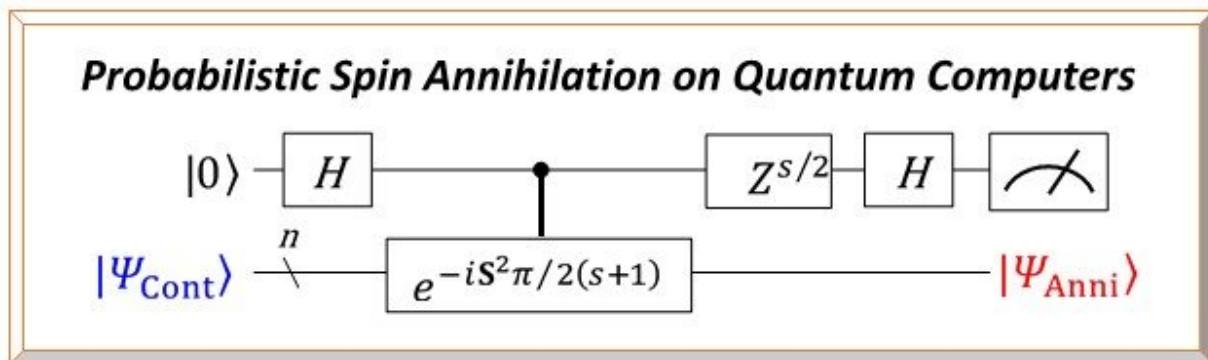 Probabilistic Spin Annihilation on Quantum Computers
|0⟩ H Z^{s/2} H
n
|Ψ_Cont⟩ e^{−iS²π/2(s+1)} |Ψ_Anni⟩